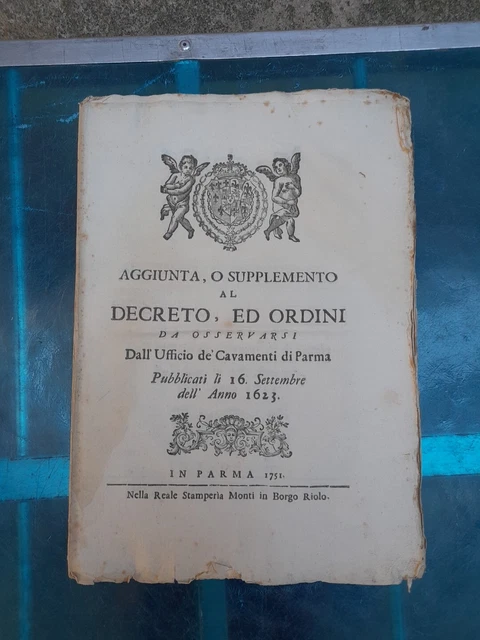 AGGIUNTA, O SUPPLEMENTO
AL
DECRETO, ED ORDINI
DA OSSERVARSI
Dall' Ufficio de' Cavamenti di Parma
Pubblicati li 16. Settembre
dell' Anno 1623.
IN PARMA 1751.
Nella Reale Stamperia Monti in Borgo Riolo.